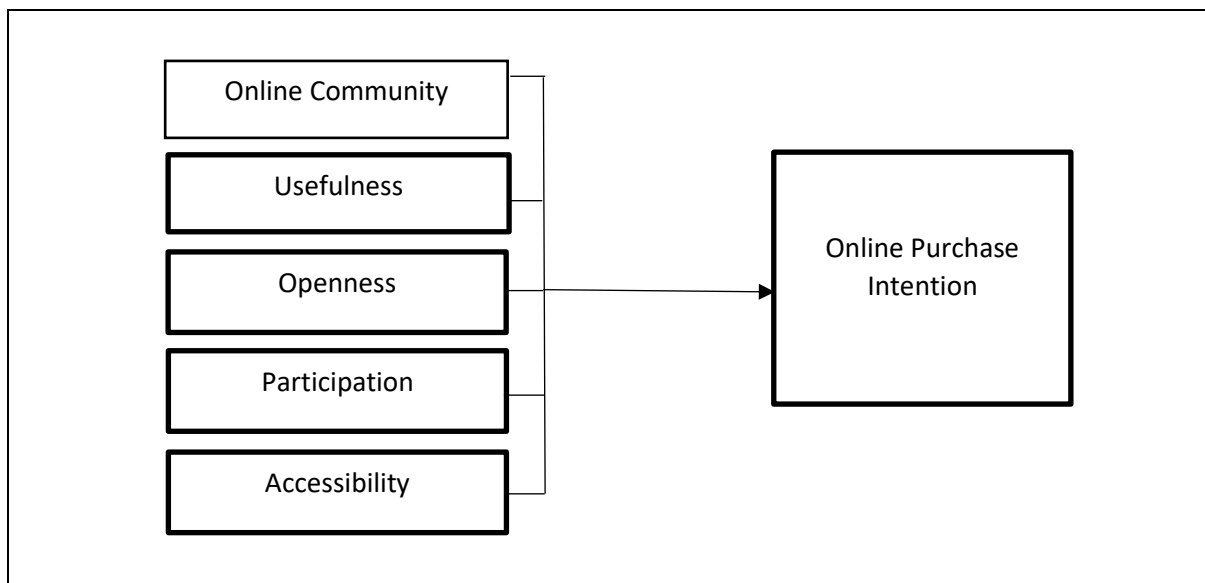 Online Community
Usefulness
Openness
Participation
Accessibility
Online Purchase
Intention